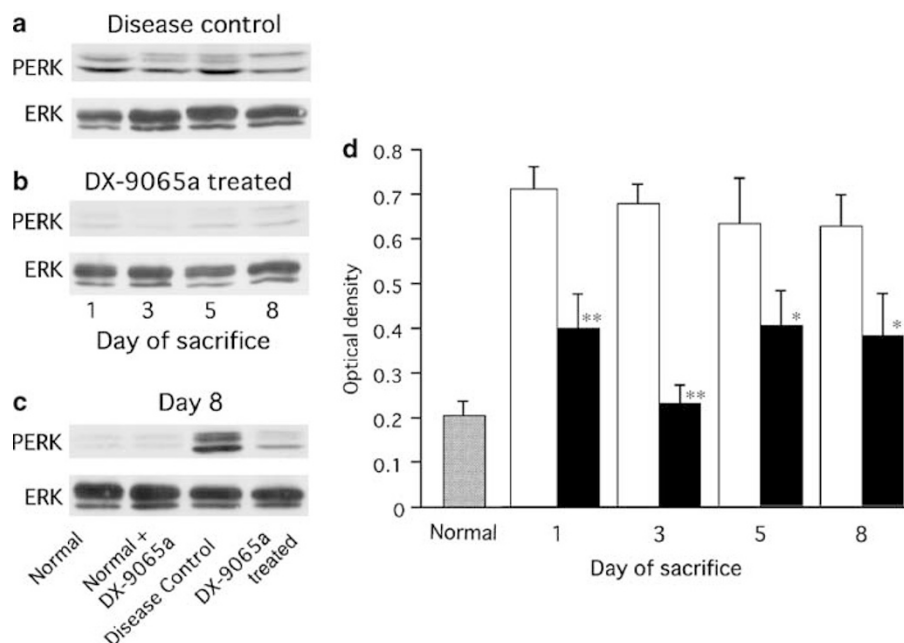 a
Disease control
PERK
ERK
b
DX-9065a treated
PERK
ERK
1 3 5 8
Day of sacrifice
c
Day 8
PERK
ERK
Normal
Normal +
DX-9065a
Disease Control
DX-9065a
treated
d
0.8
0.7
0.6
0.5
0.4
0.3
0.2
0.1
0
Optical density
**
**
*
*
Normal 1 3 5 8
Day of sacrifice